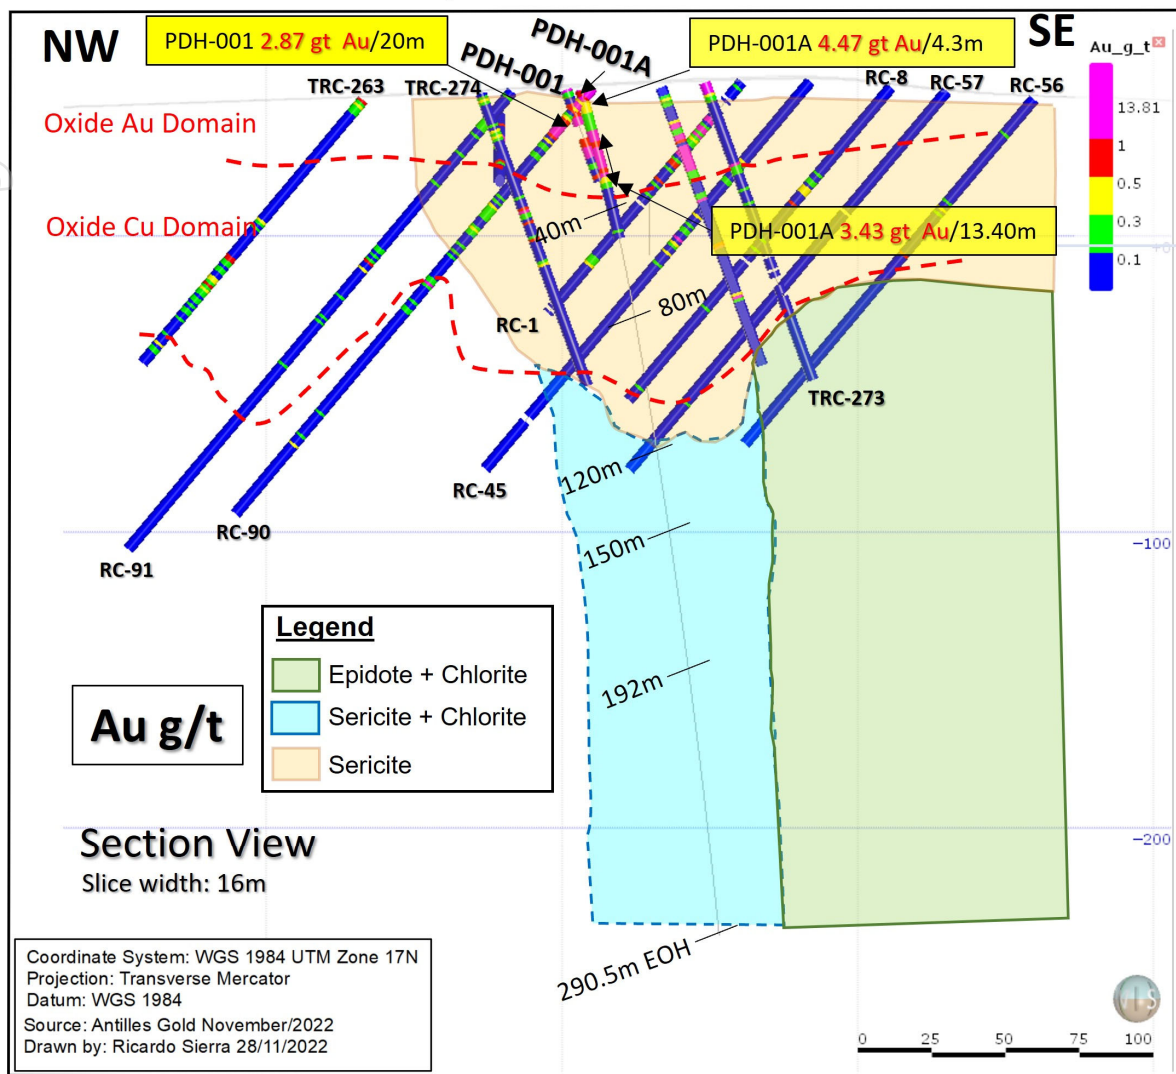 NW
SE
PDH-001 2.87 gt Au/20m
PDH-001A 4.47 gt Au/4.3m
PDH-001
PDH-001A
TRC-263
TRC-274
RC-8
RC-57
RC-56
Au_g_t
13.81
1
0.5
0.3
0.1
Oxide Au Domain
Oxide Cu Domain
40m
PDH-001A 3.43 gt Au/13.40m
80m
RC-1
TRC-273
120m
RC-45
RC-90
RC-91
150m
−100
192m
−200
290.5m EOH
Legend
Epidote + Chlorite
Sericite + Chlorite
Sericite
Au g/t
Section View
Slice width: 16m
Coordinate System: WGS 1984 UTM Zone 17N
Projection: Transverse Mercator
Datum: WGS 1984
Source: Antilles Gold November/2022
Drawn by: Ricardo Sierra 28/11/2022
0 25 50 75 100